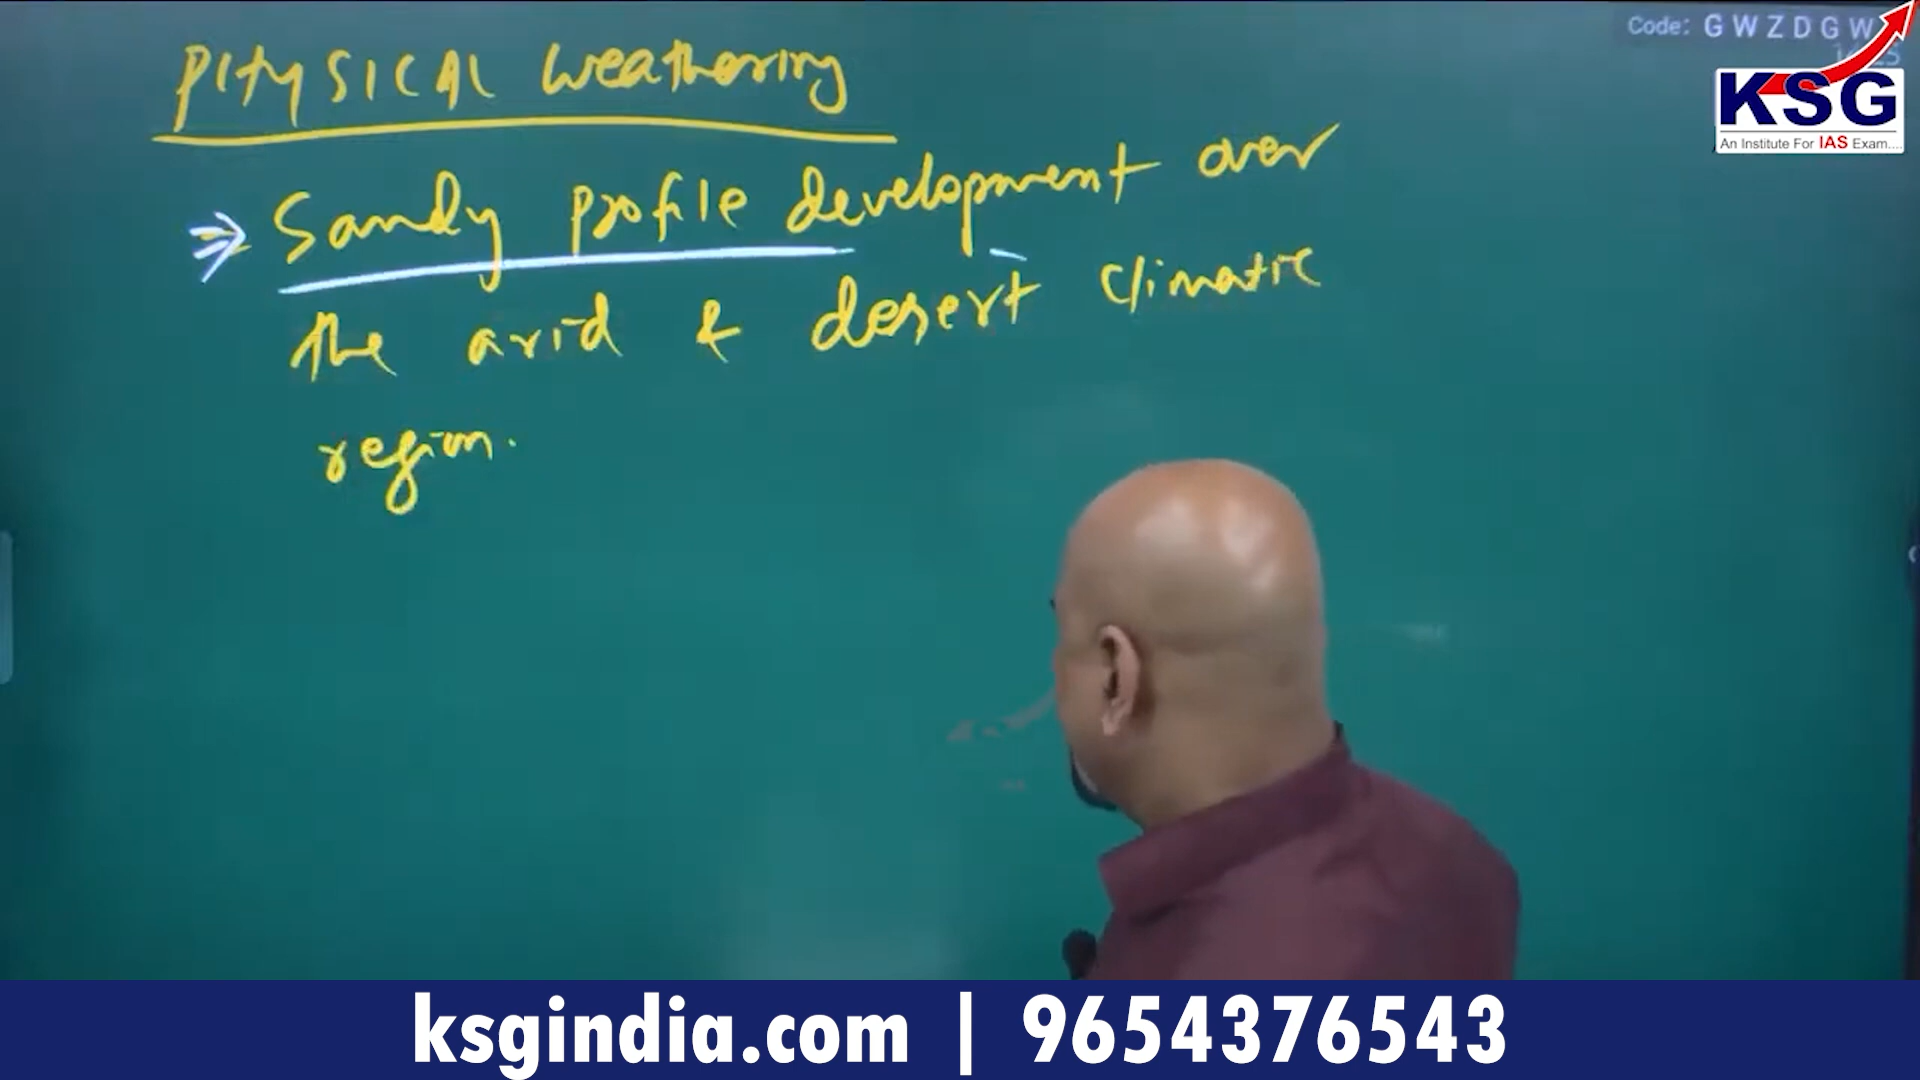 Code: GWZDGW
KSG
An Institute For IAS Exam....
PHYSICAL Weathering
⇒ Sandy profile development over
the arid & desert climatic
region.
ksgindia.com | 9654376543